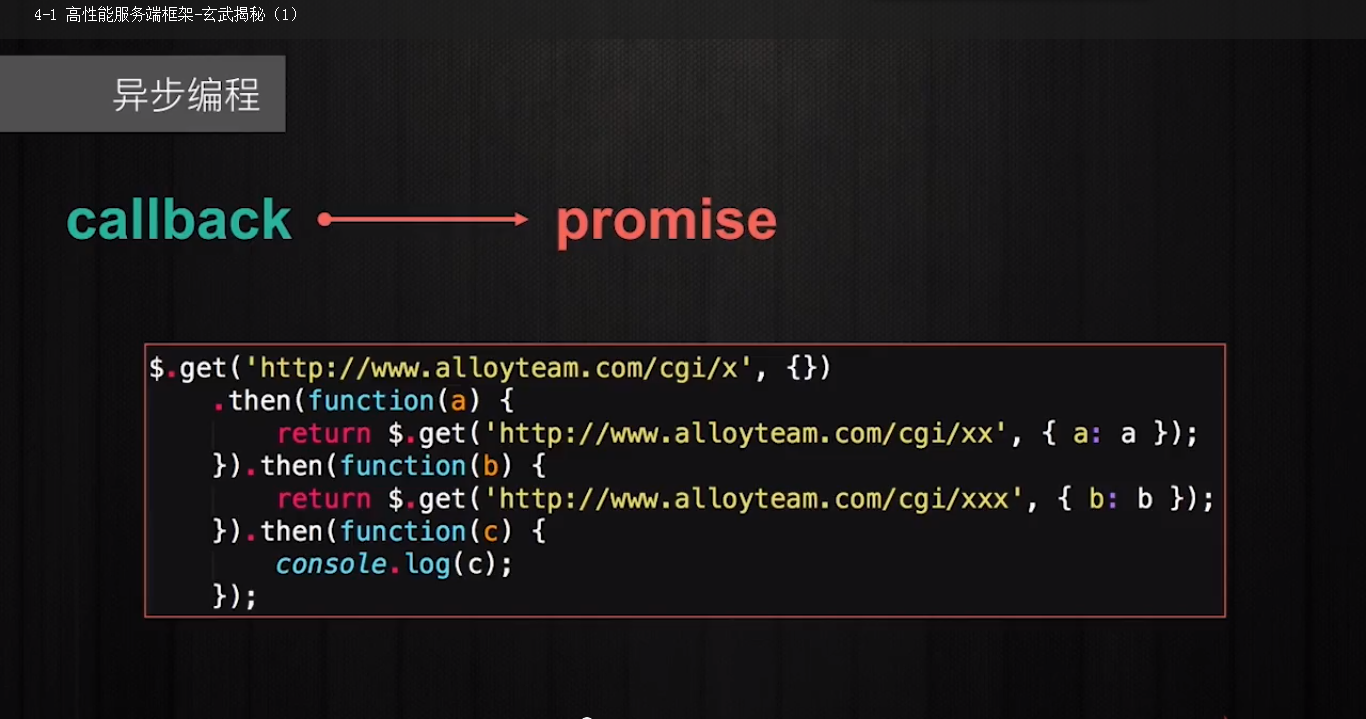 4-1 高性能服务端框架-玄武揭秘（1）
异步编程
callback promise
$.get('http://www.alloyteam.com/cgi/x', {})
    .then(function(a) {
        return $.get('http://www.alloyteam.com/cgi/xx', { a: a });
    }).then(function(b) {
        return $.get('http://www.alloyteam.com/cgi/xxx', { b: b });
    }).then(function(c) {
        console.log(c);
    });